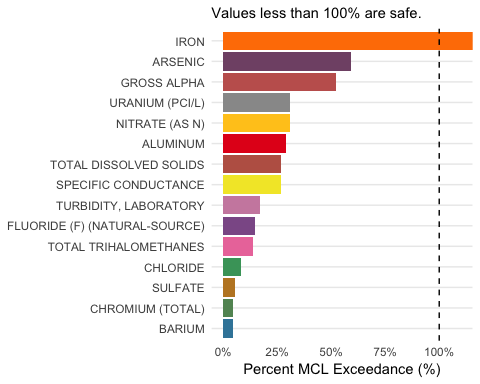 Values less than 100% are safe.
IRON
ARSENIC
GROSS ALPHA
URANIUM (PCI/L)
NITRATE (AS N)
ALUMINUM
TOTAL DISSOLVED SOLIDS
SPECIFIC CONDUCTANCE
TURBIDITY, LABORATORY
FLUORIDE (F) (NATURAL-SOURCE)
TOTAL TRIHALOMETHANES
CHLORIDE
SULFATE
CHROMIUM (TOTAL)
BARIUM
0% 25% 50% 75% 100%
Percent MCL Exceedance (%)